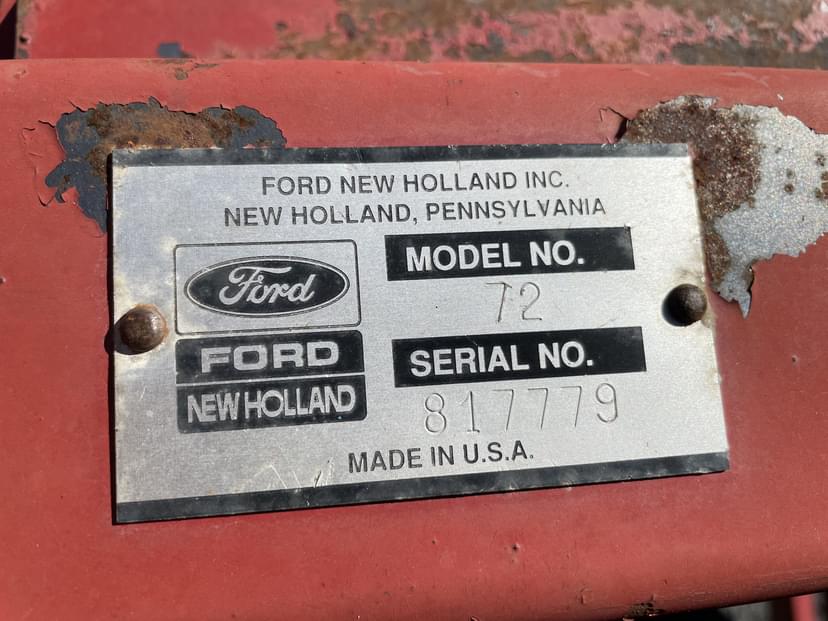 FORD NEW HOLLAND INC.
NEW HOLLAND, PENNSYLVANIA
Ford
FORD
NEW HOLLAND
MODEL NO.
72
SERIAL NO.
817779
MADE IN U.S.A.